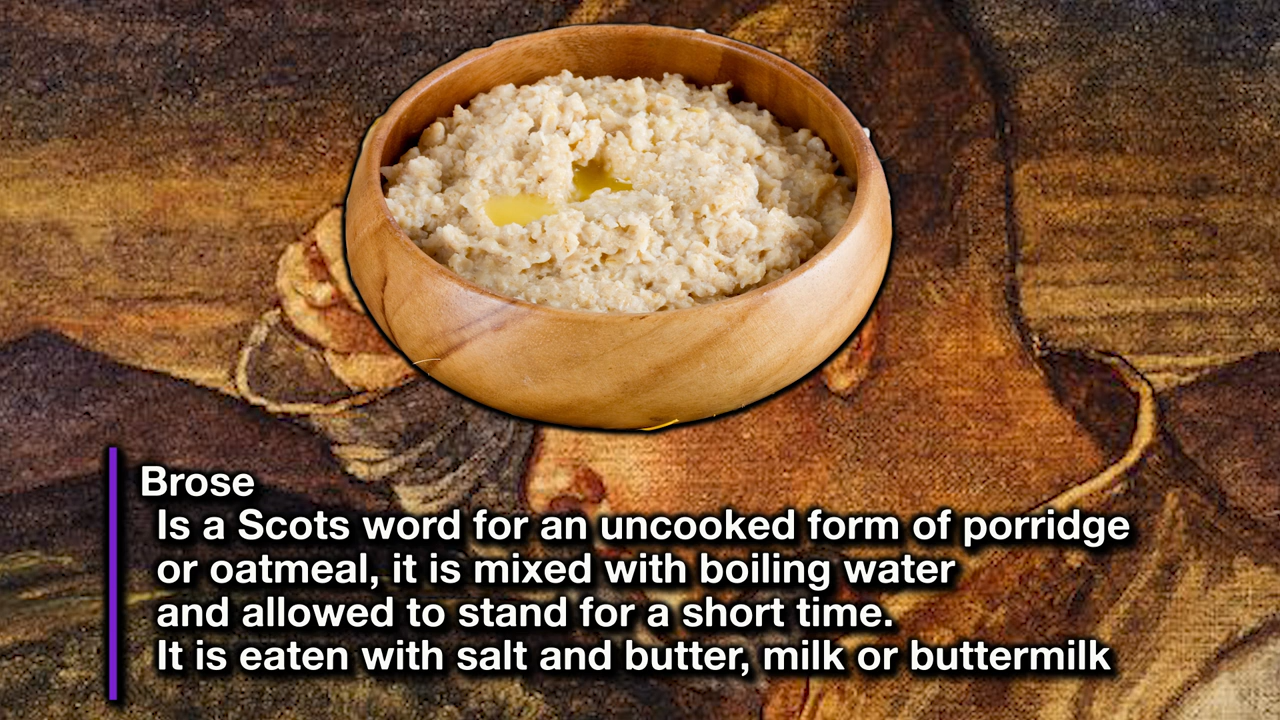 Brose
Is a Scots word for an uncooked form of porridge
or oatmeal, it is mixed with boiling water
and allowed to stand for a short time.
It is eaten with salt and butter, milk or buttermilk